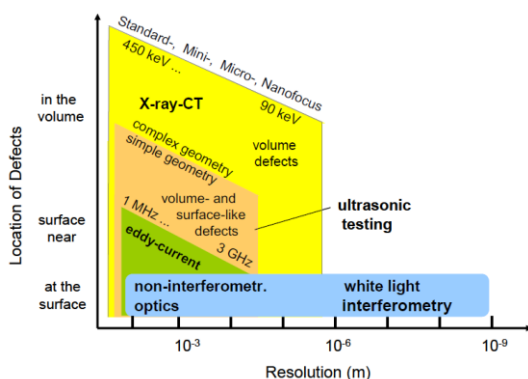 Standard-, Mini-, Micro-, Nanofocus
450 keV ...
90 keV
X-ray-CT
complex geometry
simple geometry
volume
defects
volume- and
surface-like
defects
1 MHz ...
3 GHz
eddy-current
ultrasonic
testing
non-interferometr.
optics
white light
interferometry
Location of Defects
in the
volume
surface
near
at the
surface
10-3
10-6
10-9
Resolution (m)